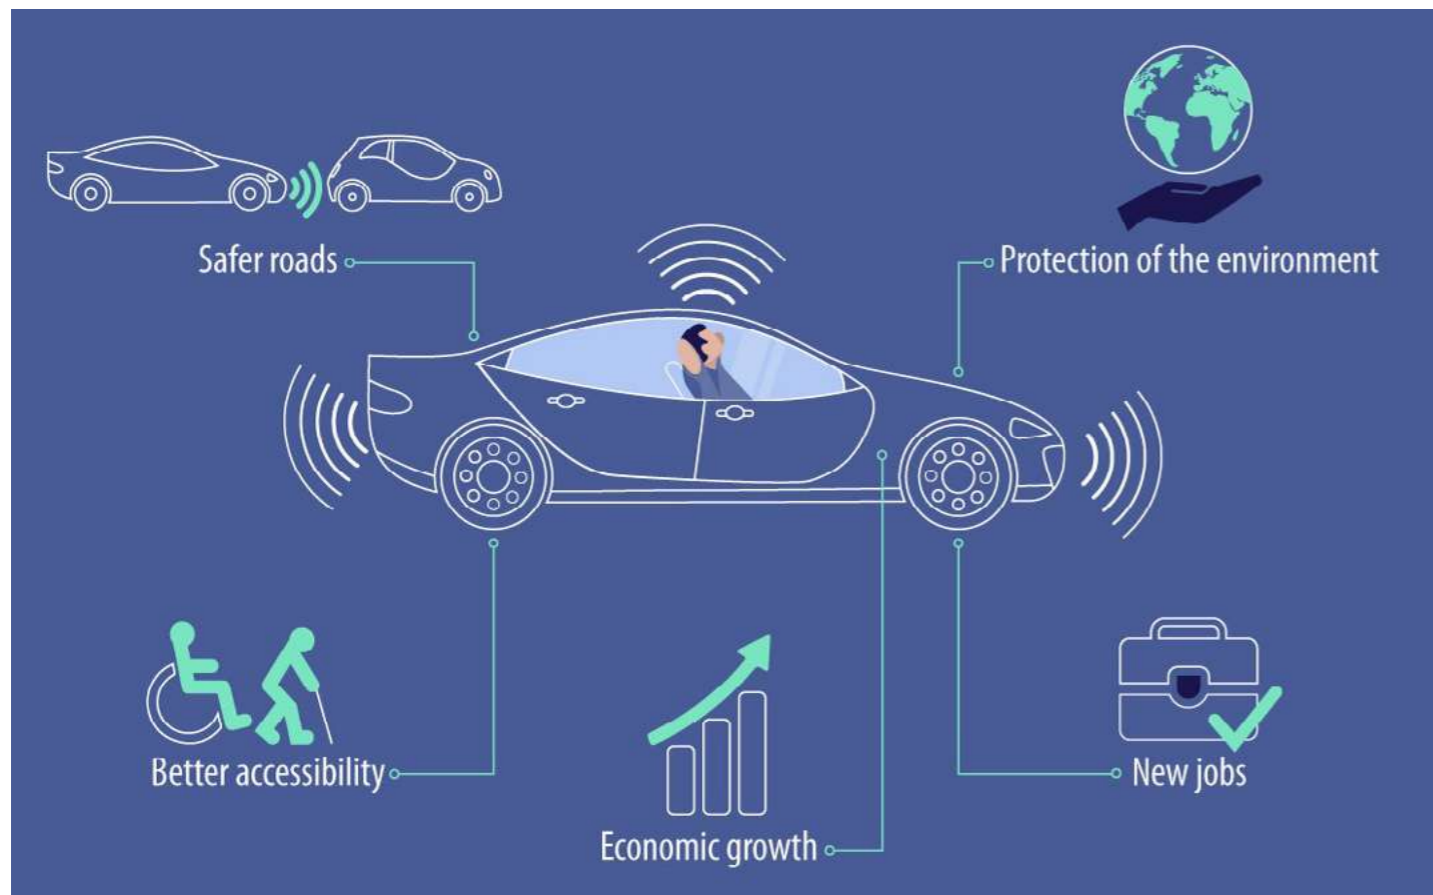 Safer roads
Protection of the environment
Better accessibility
New jobs
Economic growth